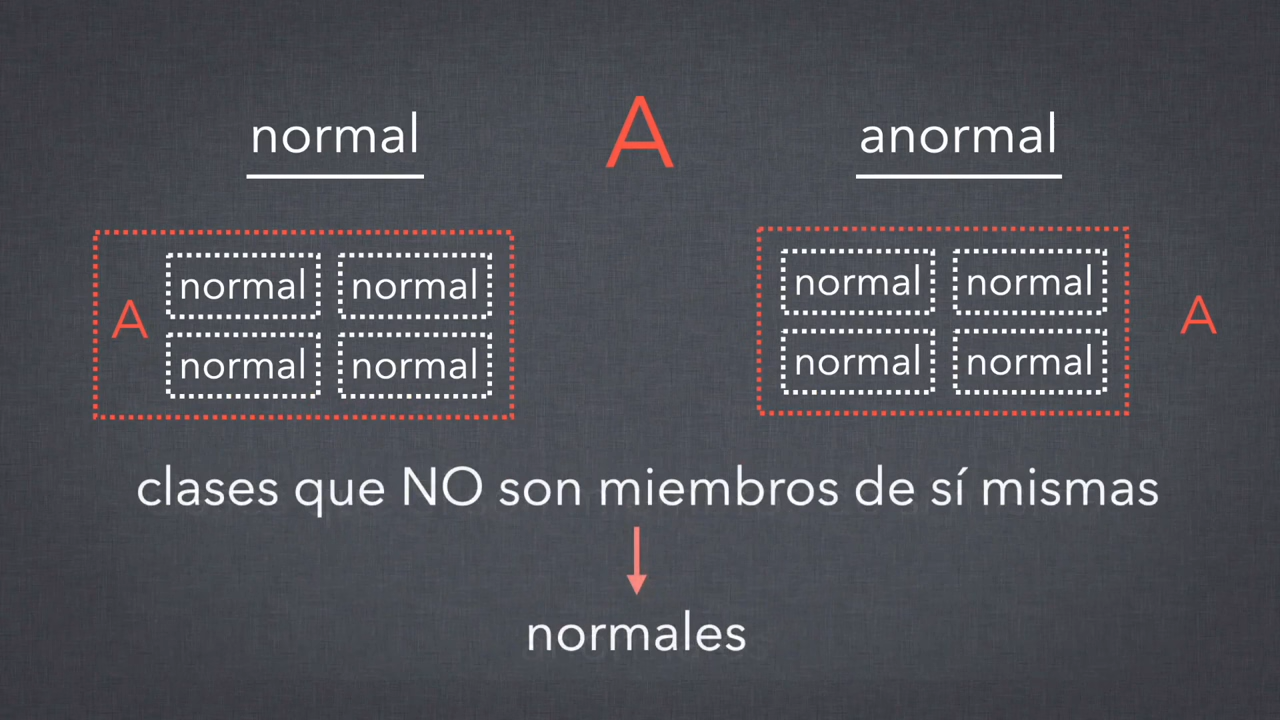 normal A anormal
normal normal normal normal
A A
normal normal normal normal
clases que NO son miembros de sí mismas
normales